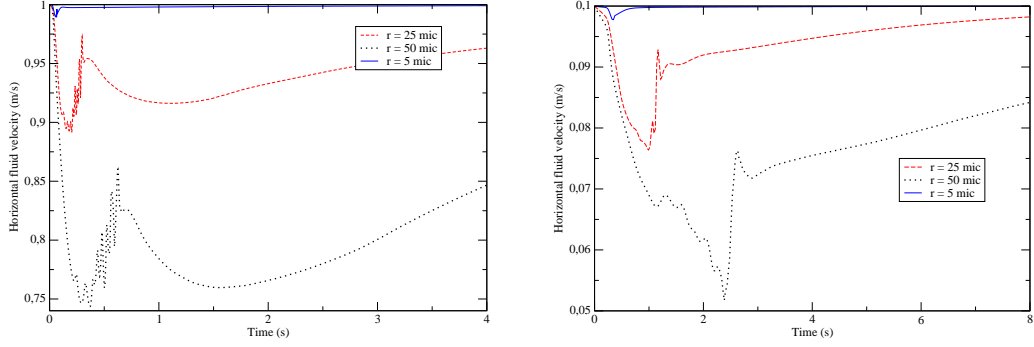 1
0,95
0,9
0,85
0,8
0,75
0
1
2
3
4
Time (s)
Horizontal fluid velocity (m/s)
r = 25 mic
r = 50 mic
r = 5 mic
0,1
0,09
0,08
0,07
0,06
0,05
0
2
4
6
8
Time (s)
Horizontal fluid velocity (m/s)
r = 25 mic
r = 50 mic
r = 5 mic